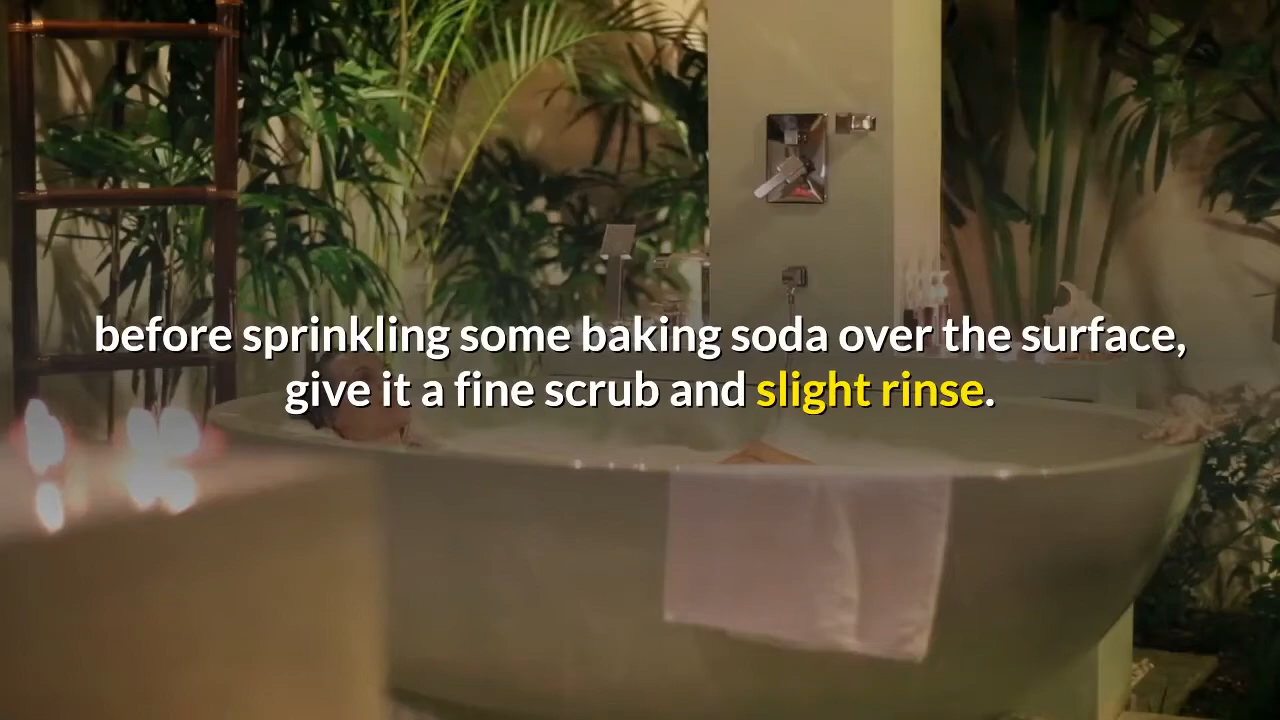 before sprinkling some baking soda over the surface,
give it a fine scrub and slight rinse.